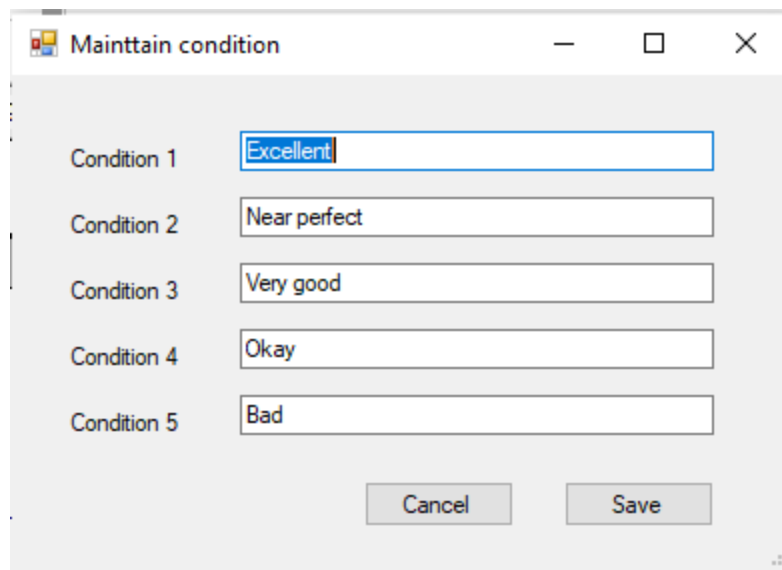 Mainttain condition
Condition 1 Excellent
Condition 2 Near perfect
Condition 3 Very good
Condition 4 Okay
Condition 5 Bad
Cancel Save